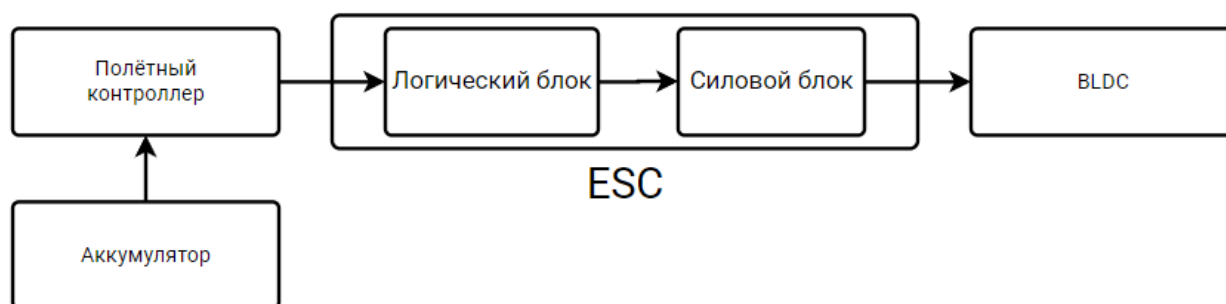 Полётный
контроллер
Логический блок
Силовой блок
BLDC
ESC
Аккумулятор